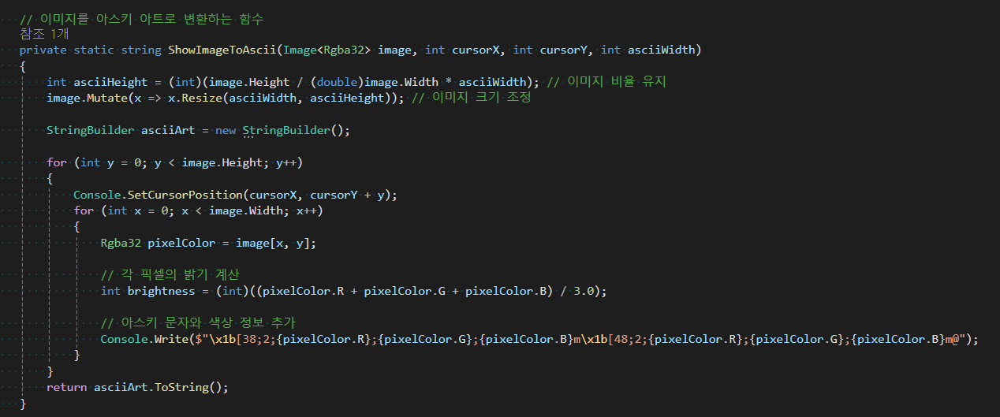 // 이미지를 아스키 아트로 변환하는 함수
참조 1개
private static string ShowImageToAscii(Image<Rgba32> image, int cursorX, int cursorY, int asciiWidth)
{
    int asciiHeight = (int)(image.Height / (double)image.Width * asciiWidth); // 이미지 비율 유지
    image.Mutate(x => x.Resize(asciiWidth, asciiHeight)); // 이미지 크기 조정

    StringBuilder asciiArt = new StringBuilder();

    for (int y = 0; y < image.Height; y++)
    {
        Console.SetCursorPosition(cursorX, cursorY + y);
        for (int x = 0; x < image.Width; x++)
        {
            Rgba32 pixelColor = image[x, y];

            // 각 픽셀의 밝기 계산
            int brightness = (int)((pixelColor.R + pixelColor.G + pixelColor.B) / 3.0);

            // 아스키 문자와 색상 정보 추가
            Console.Write($"\x1b[38;2;{pixelColor.R};{pixelColor.G};{pixelColor.B}m\x1b[48;2;{pixelColor.R};{pixelColor.G};{pixelColor.B}m@");
        }
    }
    return asciiArt.ToString();
}